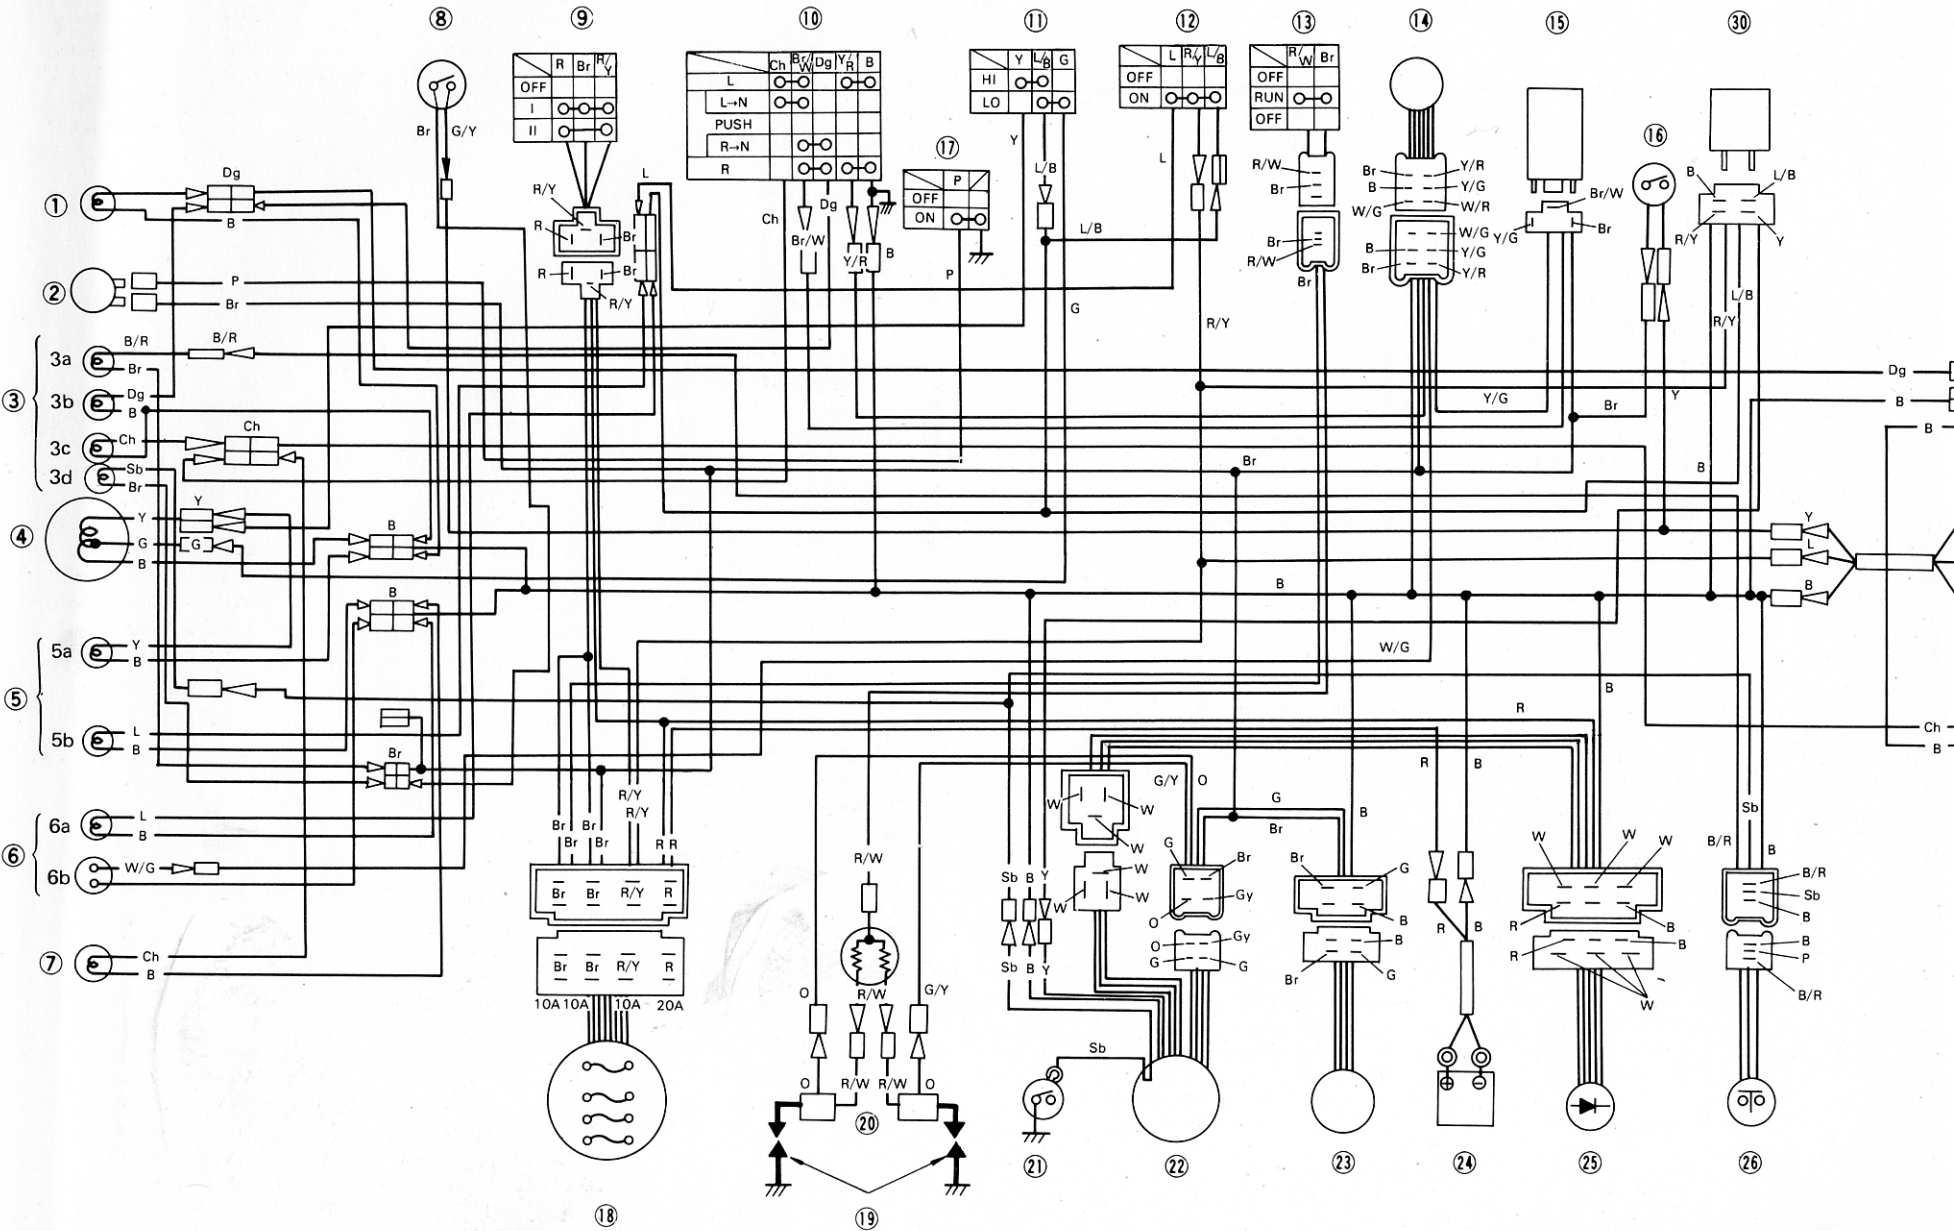 ⑧ ⑨ ⑩ ⑪ ⑫ ⑬ ⑭ ⑮ ㉚
R Br R/Y
OFF
I
II
Ch Br/W Dg Y/R B
L
L→N
PUSH
R→N
R
Y L/B G
HI
LO
L R/Y L/B
OFF
ON
R/W Br
OFF
RUN
OFF
⑰
P
OFF
ON
⑯
Br G/Y
R/Y
R Br
R Br
R/Y
L
Ch Br/W Dg Y/R B
P
Y L/B L/B G
L R/Y
R/W
Br
Br
R/W
Br
Br Y/R
B Y/G
W/G W/R
W/G
B Y/G
Br Y/R
Br/W
Y/G Br
B L/B
R/Y Y
L/B
R/Y
① Dg
B
② P
Br
③
3a B/R B/R
Br
3b Dg
B
3c Ch Ch
3d Sb
Br
④ Y Y
G G
B B
B
⑤
5a Y
B
5b L
B
Br
⑥
6a L
B
6b W/G
⑦ Ch
B
Y/G Br Y
Br B
Dg
B
B
Y
L
B
B
W/G
B
R
Ch
B
Br Br Br Br R/Y R/Y R R
Br Br R/Y R
Br Br R/Y R
10A 10A 10A 20A
⑱
R/W
O R/W G/Y
O R/W R/W O
⑳
⑲
Sb B Y
Sb B Y
Sb
㉑
W W
W
W
W W
G/Y O
G Br
O Gy
O Gy
G G
㉒
G
Br
B
Br G
B
B
Br G
㉓
R B
R B
㉔
W W W
R B
R B
W
㉕
Sb
B/R B
B/R
Sb
B
B
P
B/R
㉖